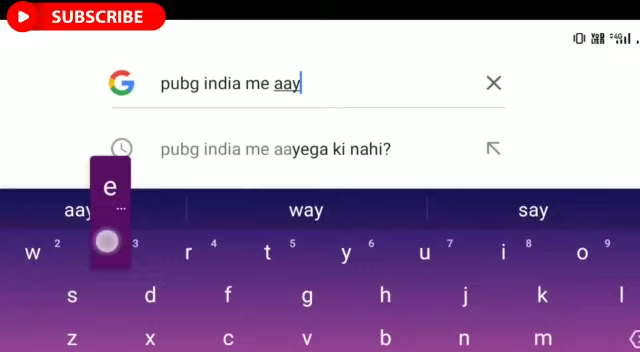 SUBSCRIBE
4G
G pubg india me aay
pubg india me aayega ki nahi?
e
...
aay way say
w 2 3 r 4 t 5 y 6 u 7 i 8 o 9
s d f g h j k l
z x c v b n m